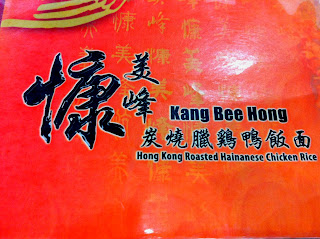 慷美峰
Kang Bee Hong
炭燒臘鷄鴨飯面
Hong Kong Roasted Hainanese Chicken Rice